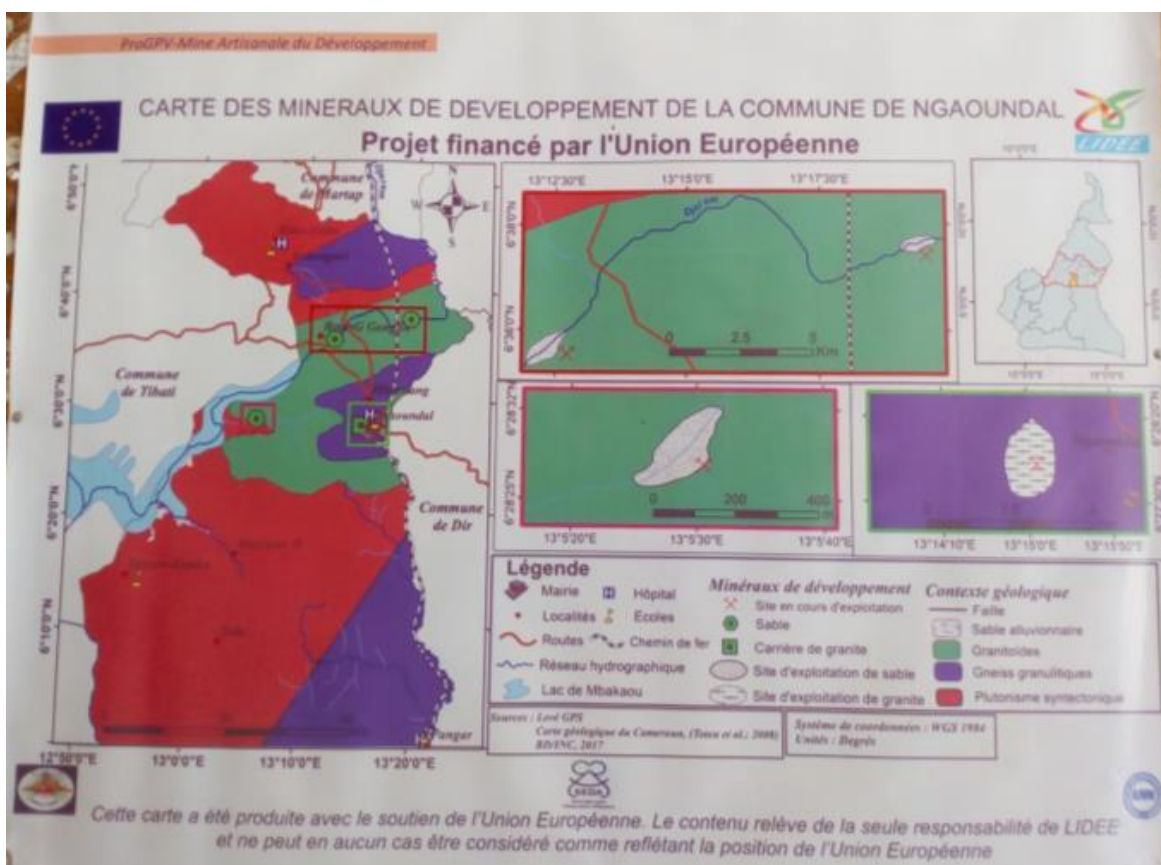 ProGPV-Mine Artisanale du Développement
CARTE DES MINERAUX DE DEVELOPPEMENT DE LA COMMUNE DE NGAOUNDAL
Projet financé par l'Union Européenne
LIDEE
Commune
de Martap
N
W
E
S
Commune
de Tibati
Commune
de Dir
Pangar
12°50'0"E
13°0'0"E
13°10'0"E
13°20'0"E
13°12'30"E
13°15'0"E
13°17'30"E
Djerem
0
2.5
5
Km
6°28'32"N
6°28'25"N
0
200
400
m
13°5'20"E
13°5'30"E
13°5'40"E
13°14'10"E
13°15'0"E
13°15'50"E
Légende
Mairie
Hôpital
Localités
Ecoles
Routes
Chemin de fer
Réseau hydrographique
Lac de Mbakaou
Minéraux de développement
Site en cours d'exploitation
Sable
Carrière de granite
Site d'exploitation de sable
Site d'exploitation de granite
Contexte géologique
Faille
Sable alluvionnaire
Granitoïdes
Gneiss granulitiques
Plutonisme syntectonique
Sources : Levé GPS
Carte géologique du Cameroun, (Toteu et al.; 2008)
2017
Système de coordonnées : WGS 1984
Unités : Degrés
Cette carte a été produite avec le soutien de l'Union Européenne. Le contenu relève de la seule responsabilité de LIDEE
et ne peut en aucun cas être considéré comme reflétant la position de l'Union Européenne